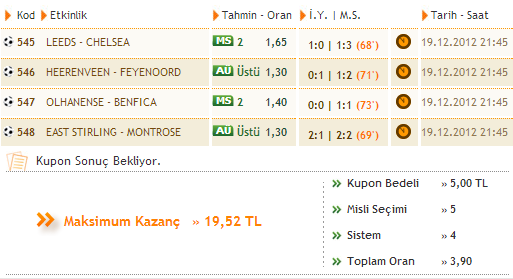 Kod Etkinlik Tahmin - Oran İ.Y. | M.S. Tarih - Saat
545 LEEDS - CHELSEA MS 2 1,65 1:0 | 1:3 (68') 19.12.2012 21:45
546 HEERENVEEN - FEYENOORD AÜ Üstü 1,30 0:1 | 1:2 (71') 19.12.2012 21:45
547 OLHANENSE - BENFICA MS 2 1,40 0:0 | 1:1 (73') 19.12.2012 21:45
548 EAST STIRLING - MONTROSE AÜ Üstü 1,30 2:1 | 2:2 (69') 19.12.2012 21:45
Kupon Sonuç Bekliyor.
Maksimum Kazanç » 19,52 TL
Kupon Bedeli » 5,00 TL
Misli Seçimi » 5
Sistem » 4
Toplam Oran » 3,90